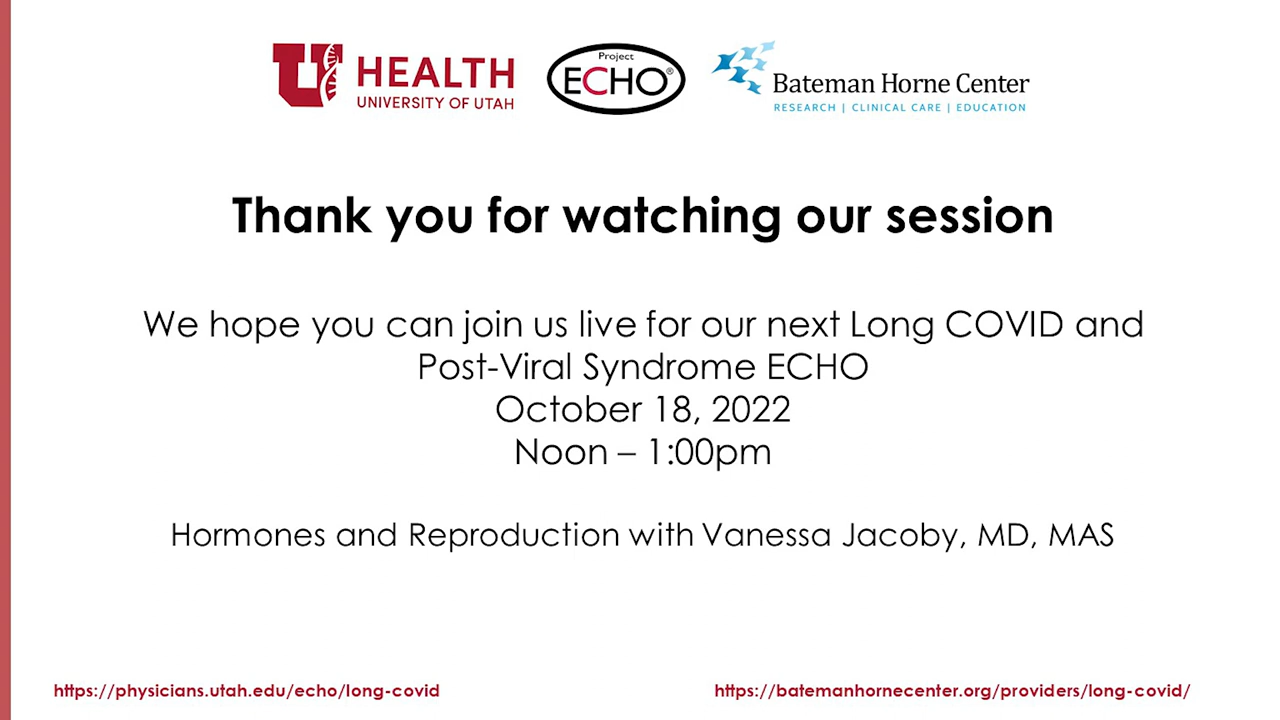 U HEALTH
UNIVERSITY OF UTAH
Project
ECHO®
Bateman Horne Center
RESEARCH | CLINICAL CARE | EDUCATION
Thank you for watching our session
We hope you can join us live for our next Long COVID and
Post-Viral Syndrome ECHO
October 18, 2022
Noon – 1:00pm
Hormones and Reproduction with Vanessa Jacoby, MD, MAS
https://physicians.utah.edu/echo/long-covid
https://batemanhornecenter.org/providers/long-covid/